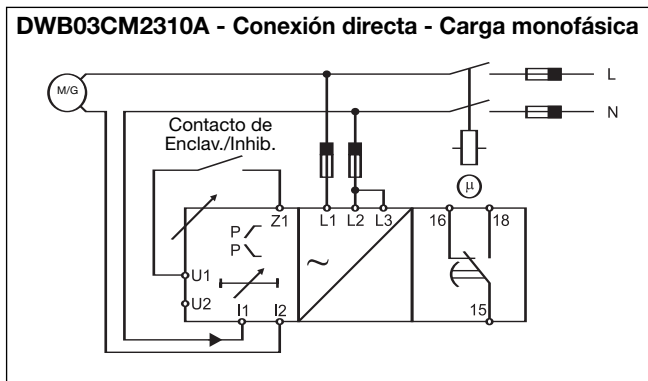 DWB03CM2310A - Conexión directa - Carga monofásica
M/G
L
N
Contacto de
Enclav./Inhib.
μ
Z1
L1
L2
L3
16
18
P
P
~
U1
U2
I1
I2
15